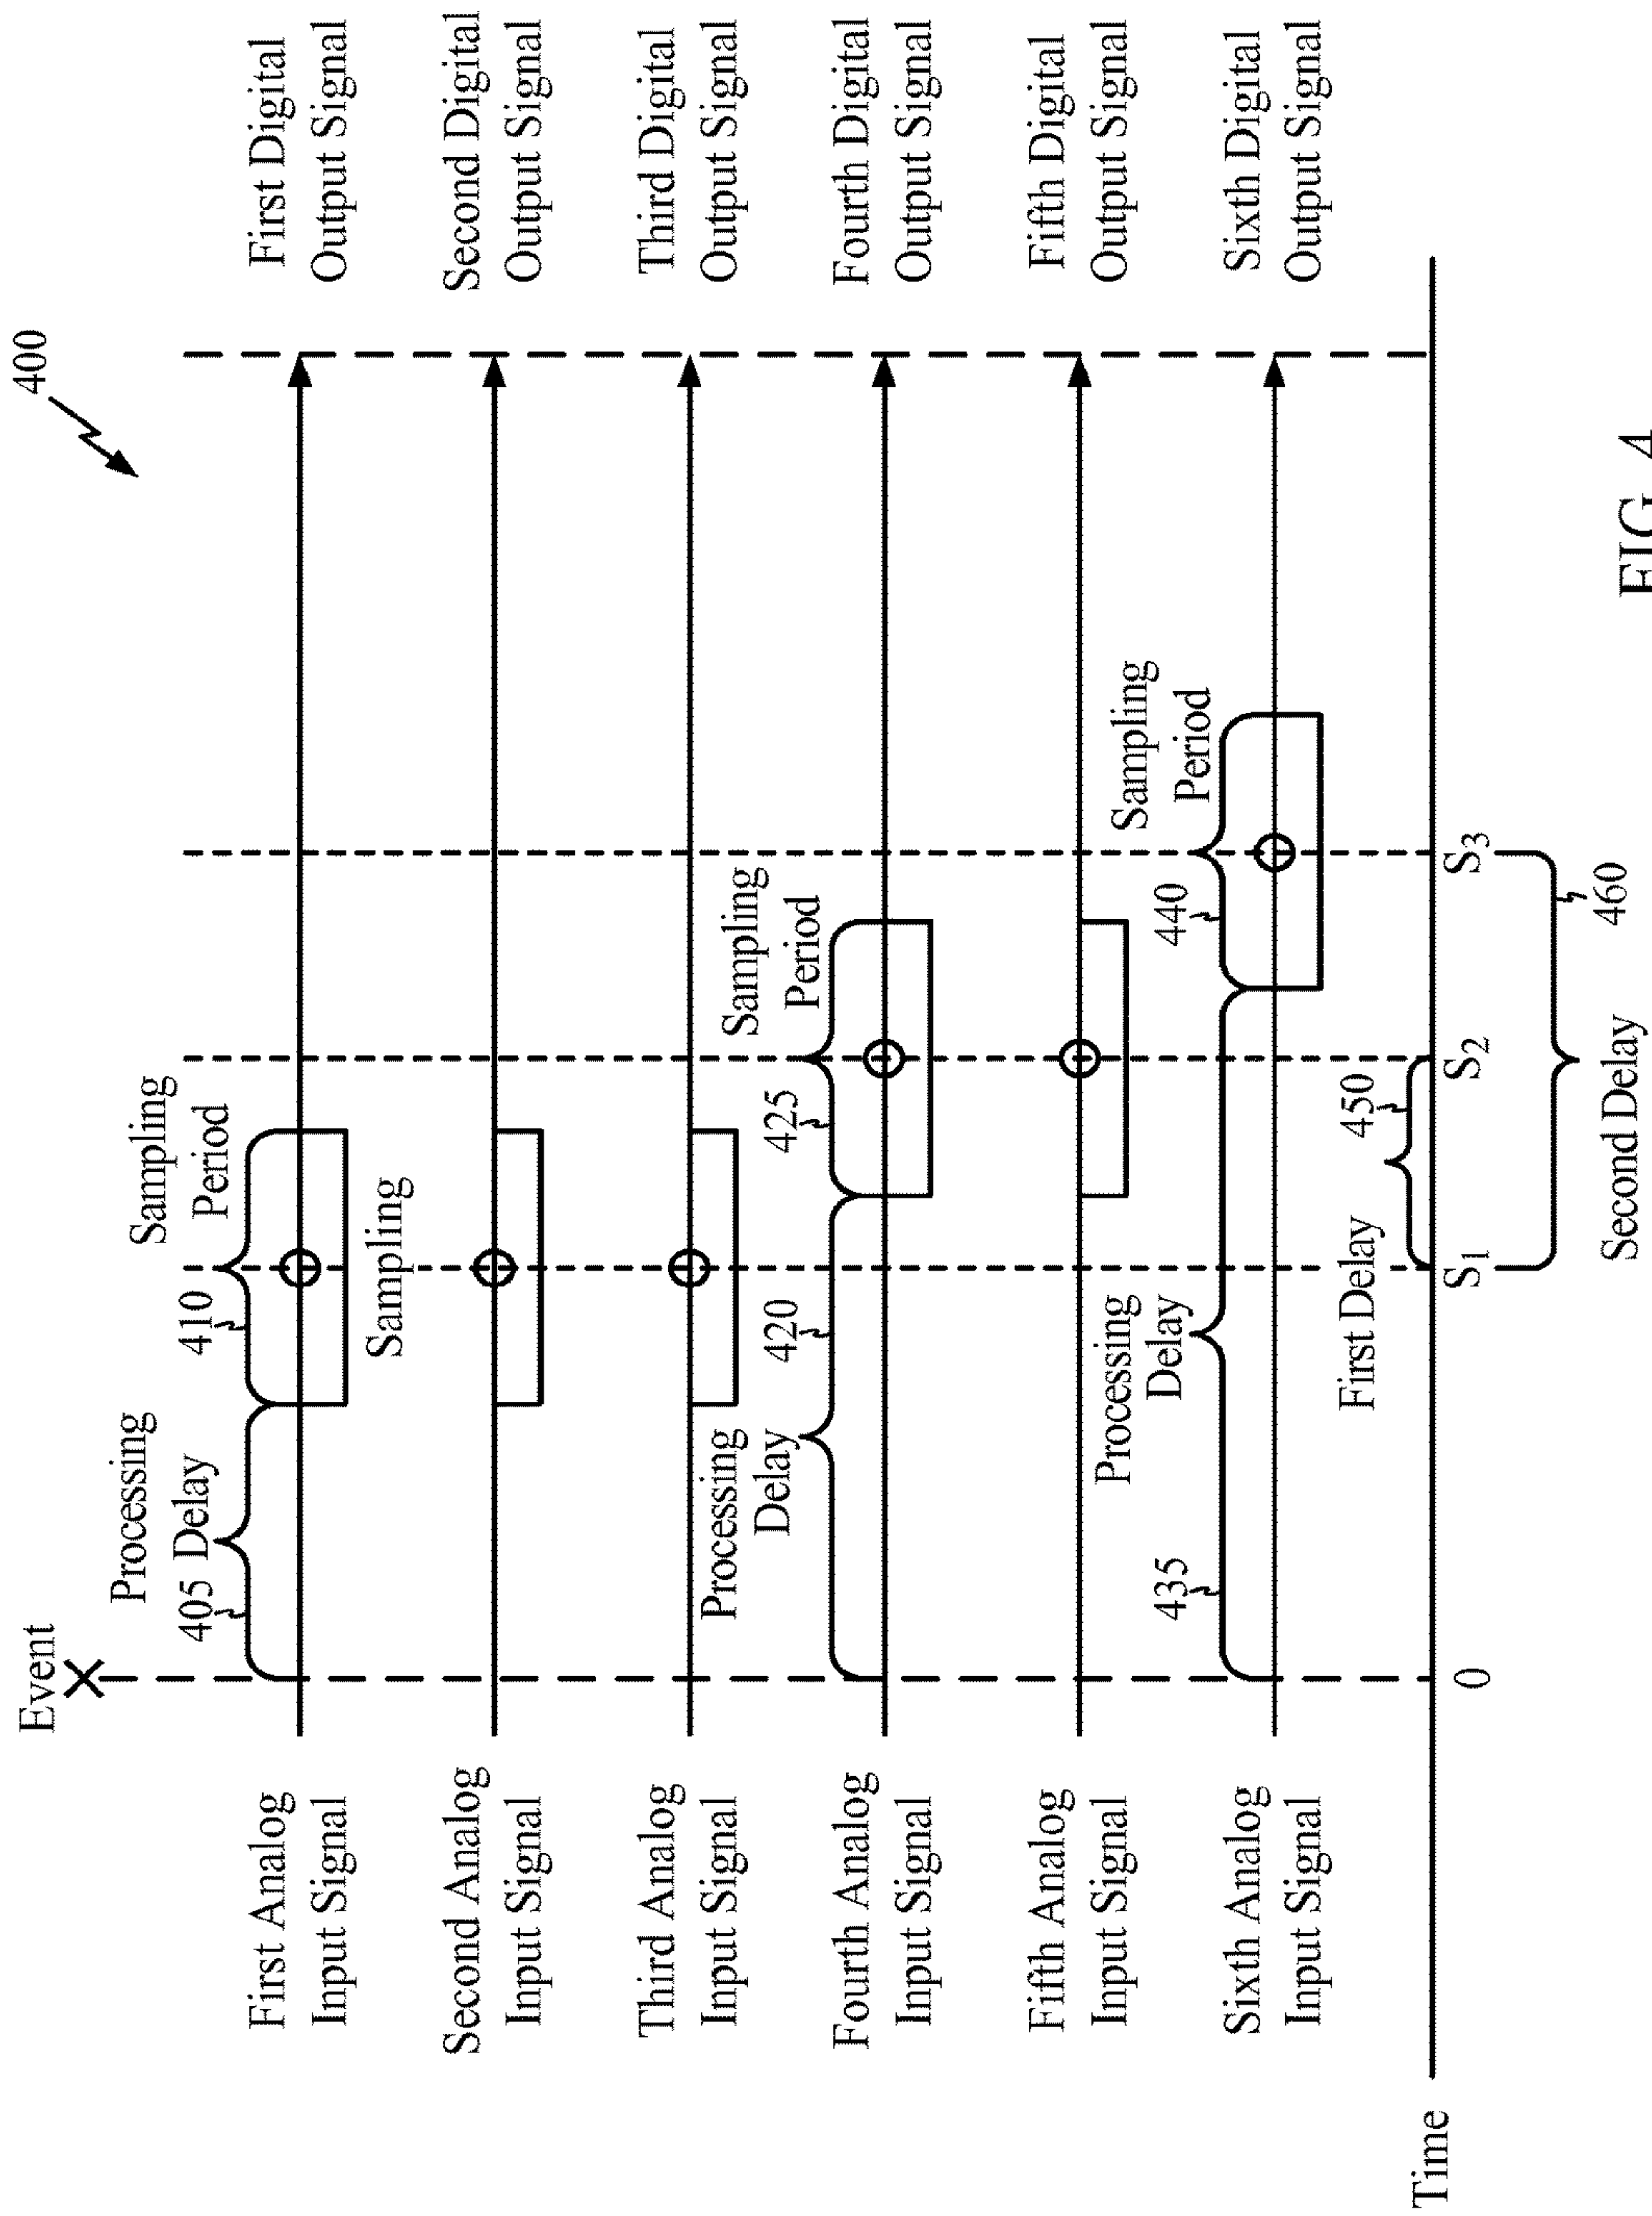 400
Event
Processing
405 Delay
410
Sampling
Period
First Analog
Input Signal
First Digital
Output Signal
Sampling
Second Analog
Input Signal
Second Digital
Output Signal
Third Analog
Input Signal
Third Digital
Output Signal
Processing
Delay
420
425
Sampling
Period
Fourth Analog
Input Signal
Fourth Digital
Output Signal
Fifth Analog
Input Signal
Fifth Digital
Output Signal
435
Processing
Delay
440
Sampling
Period
Sixth Analog
Input Signal
Sixth Digital
Output Signal
First Delay
450
Time
0
S1
S2
S3
Second Delay
460
FIG. 4